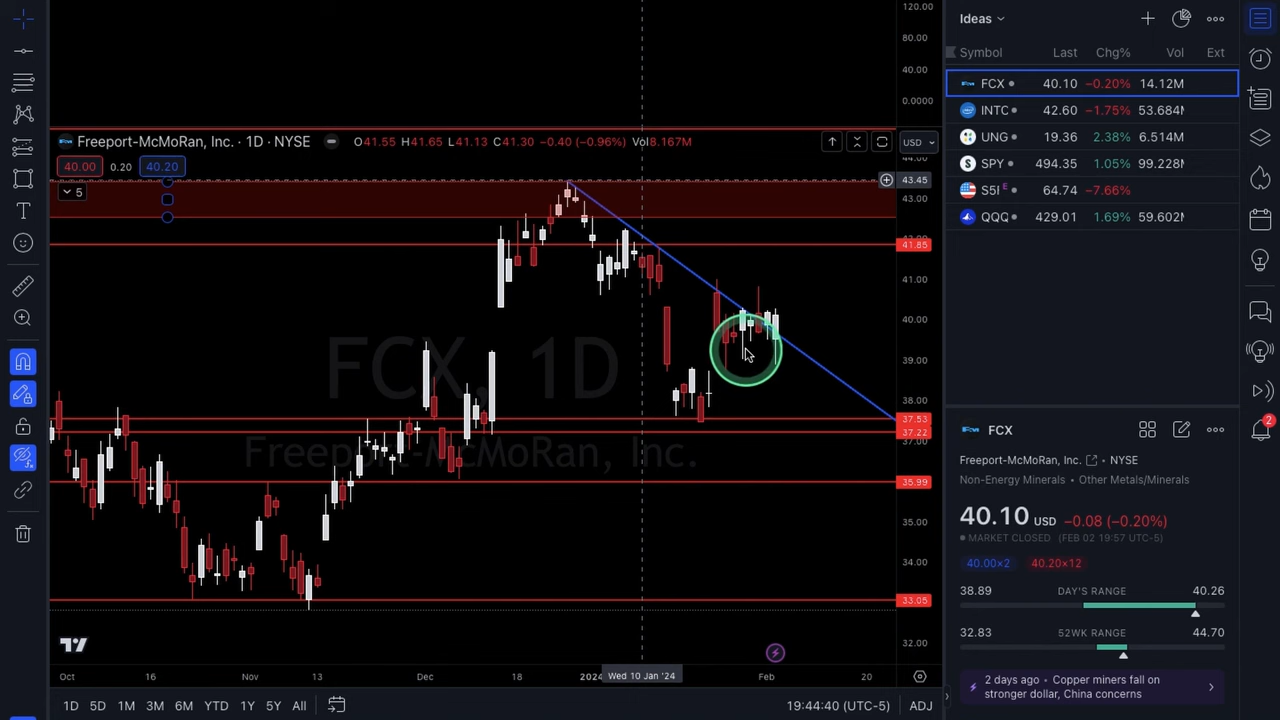 120.00
80.00
40.00
0.0000
Freeport-McMoRan, Inc. · 1D · NYSE
O41.55 H41.65 L41.13 C41.30 −0.40 (−0.96%) Vol8.167M
USD
40.00 0.20 40.20
5
44.00
43.45
43.00
41.85
41.00
40.00
39.00
38.00
37.53
37.22
37.00
35.99
35.00
34.00
33.05
32.00
FCX, 1D
Freeport-McMoRan, Inc.
Oct 16 Nov 13 Dec 18 2024 Wed 10 Jan '24 Feb 20
1D 5D 1M 3M 6M YTD 1Y 5Y All 19:44:40 (UTC-5) ADJ
Ideas
Symbol Last Chg% Vol Ext
FCX 40.10 −0.20% 14.12M
INTC 42.60 −1.75% 53.684M
UNG 19.36 2.38% 6.514M
SPY 494.35 1.05% 99.228M
S5FI E 64.74 −7.66%
QQQ 429.01 1.69% 59.602M
FCX
Freeport-McMoRan, Inc. • NYSE
Non-Energy Minerals • Other Metals/Minerals
40.10 USD −0.08 (−0.20%)
MARKET CLOSED (FEB 02 19:57 UTC-5)
40.00×2 40.20×12
38.89 DAY'S RANGE 40.26
32.83 52WK RANGE 44.70
2 days ago • Copper miners fall on
stronger dollar, China concerns
2